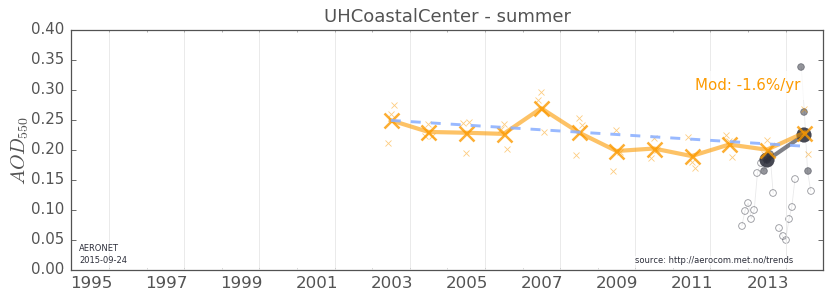 UHCoastalCenter - summer
0.40
0.35
0.30
0.25
0.20
0.15
0.10
0.05
0.00
AOD550
Mod: -1.6%/yr
AERONET
2015-09-24
source: http://aerocom.met.no/trends
1995 1997 1999 2001 2003 2005 2007 2009 2011 2013